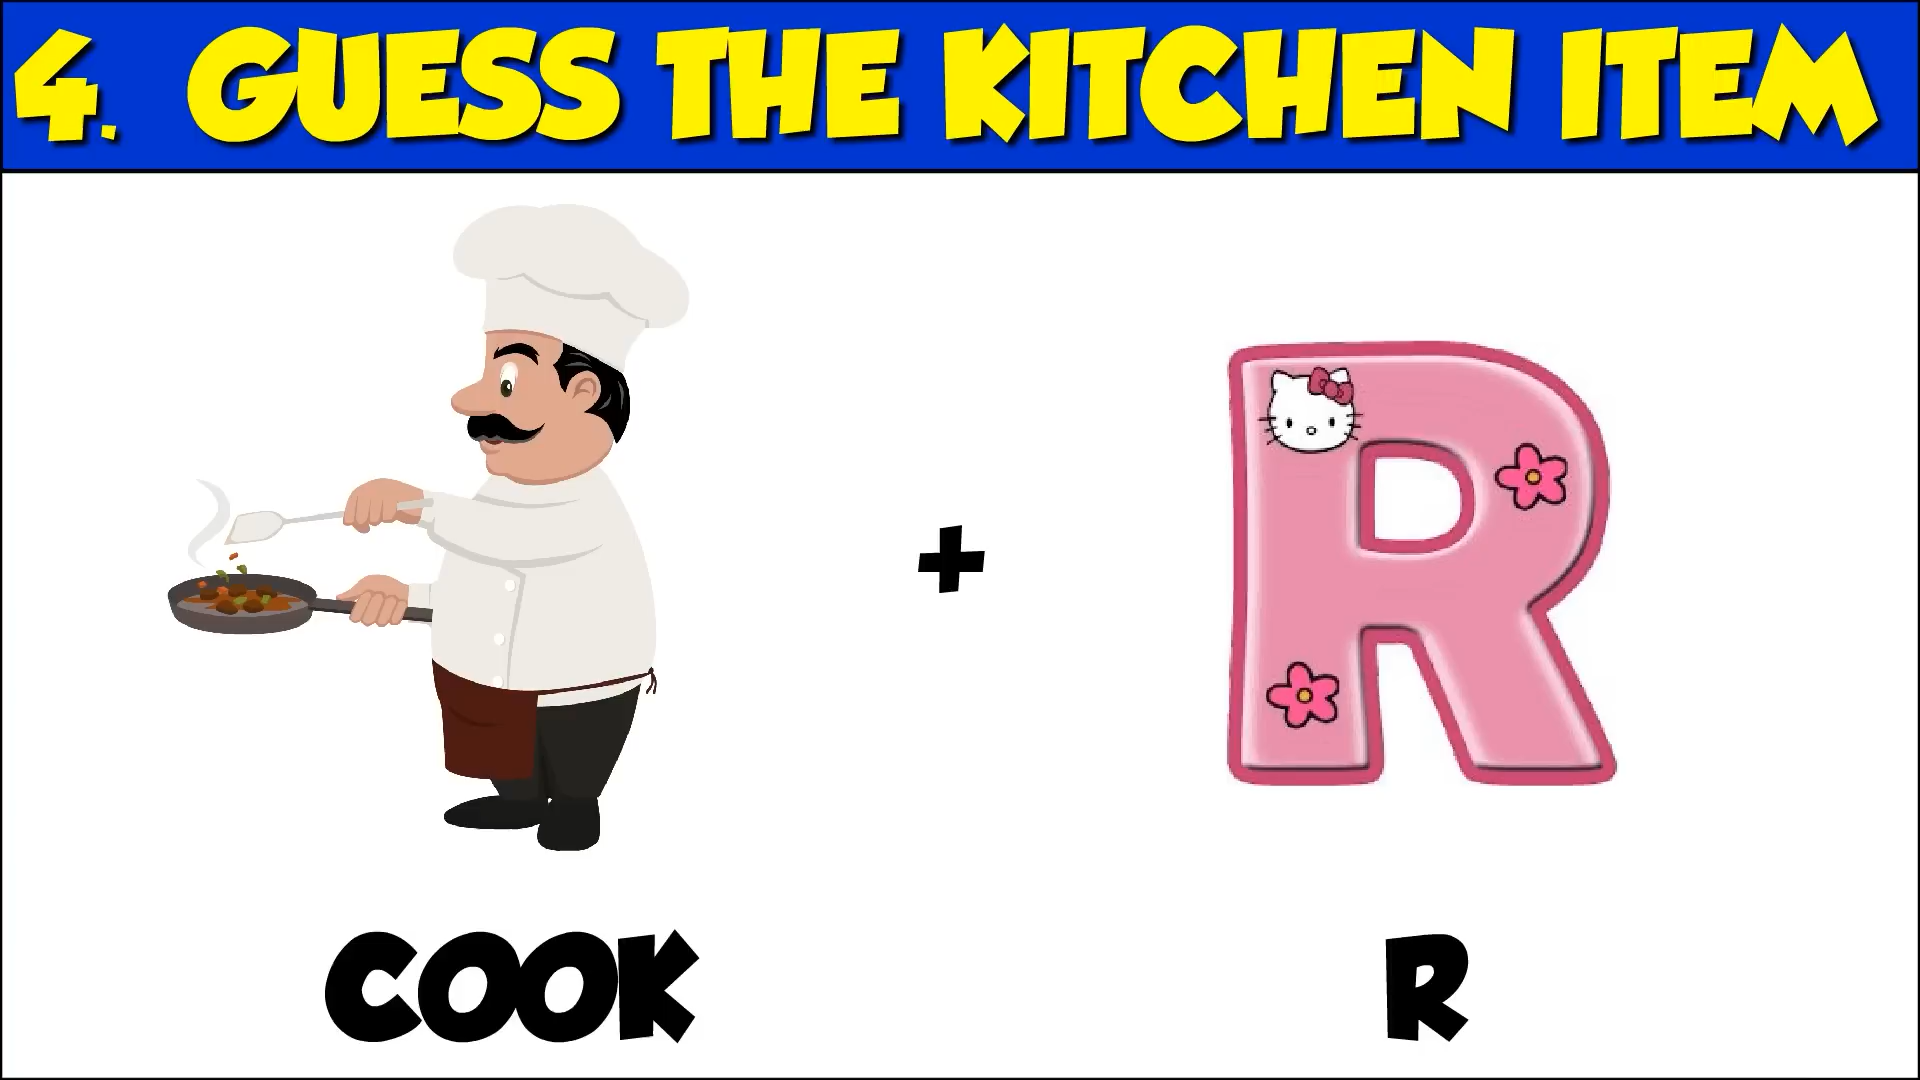 4. GUESS THE KITCHEN ITEM
+
R
COOK
R